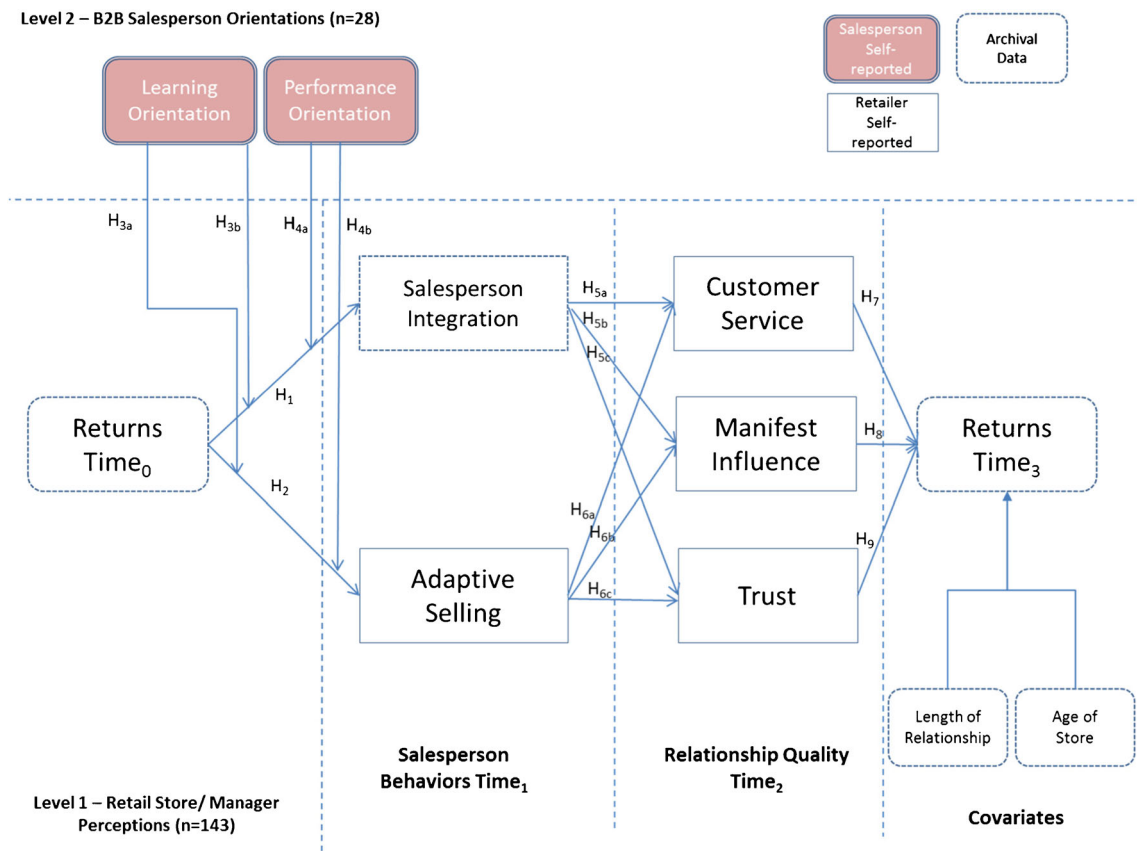 Level 2 – B2B Salesperson Orientations (n=28)
Salesperson
Self-
reported
Archival
Data
Retailer
Self-
reported
Learning
Orientation
Performance
Orientation
H3a
H3b
H4a
H4b
Salesperson
Integration
H5a
H5b
H5c
Customer
Service
H7
H1
Returns
Time0
H2
Manifest
Influence
H8
Returns
Time3
H6a
H6b
H6c
Adaptive
Selling
Trust
H9
Length of
Relationship
Age of
Store
Salesperson
Behaviors Time1
Relationship Quality
Time2
Level 1 – Retail Store/ Manager
Perceptions (n=143)
Covariates